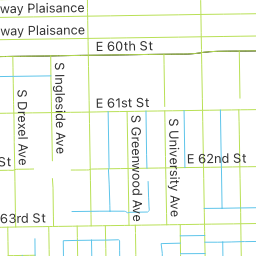 way Plaisance
way Plaisance
E 60th St
S Ingleside Ave
S Drexel Ave
E 61st St
S Greenwood Ave
S University Ave
E 62nd St
St
63rd St